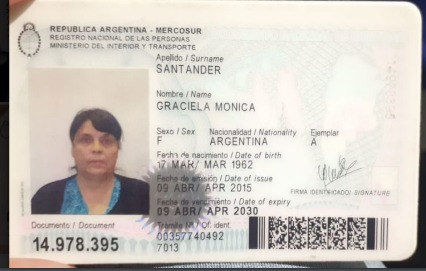 REPUBLICA ARGENTINA - MERCOSUR
REGISTRO NACIONAL DE LAS PERSONAS
MINISTERIO DEL INTERIOR Y TRANSPORTE
Apellido / Surname
SANTANDER
Nombre / Name
GRACIELA MONICA
Sexo / Sex Nacionalidad / Nationality Ejemplar
F ARGENTINA A
Fecha de nacimiento / Date of birth
17 MAR/ MAR 1962
Fecha de emisión / Date of issue
09 ABR/ APR 2015
FIRMA IDENTIFICADO/ SIGNATURE
Fecha de vencimiento / Date of expiry
09 ABR/ APR 2030
Documento / Document
14.978.395
Tramite Nº / Of. ident.
00357740492
7013